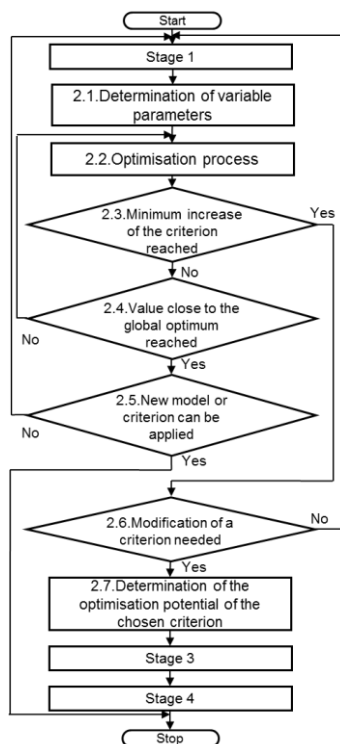 Start
Stage 1
2.1.Determination of variable
parameters
2.2.Optimisation process
2.3.Minimum increase
of the criterion
reached
Yes
No
2.4.Value close to the
global optimum
reached
No
Yes
2.5.New model or
criterion can be
applied
No
Yes
2.6.Modification of a
criterion needed
No
Yes
2.7.Determination of the
optimisation potential of the
chosen criterion
Stage 3
Stage 4
Stop